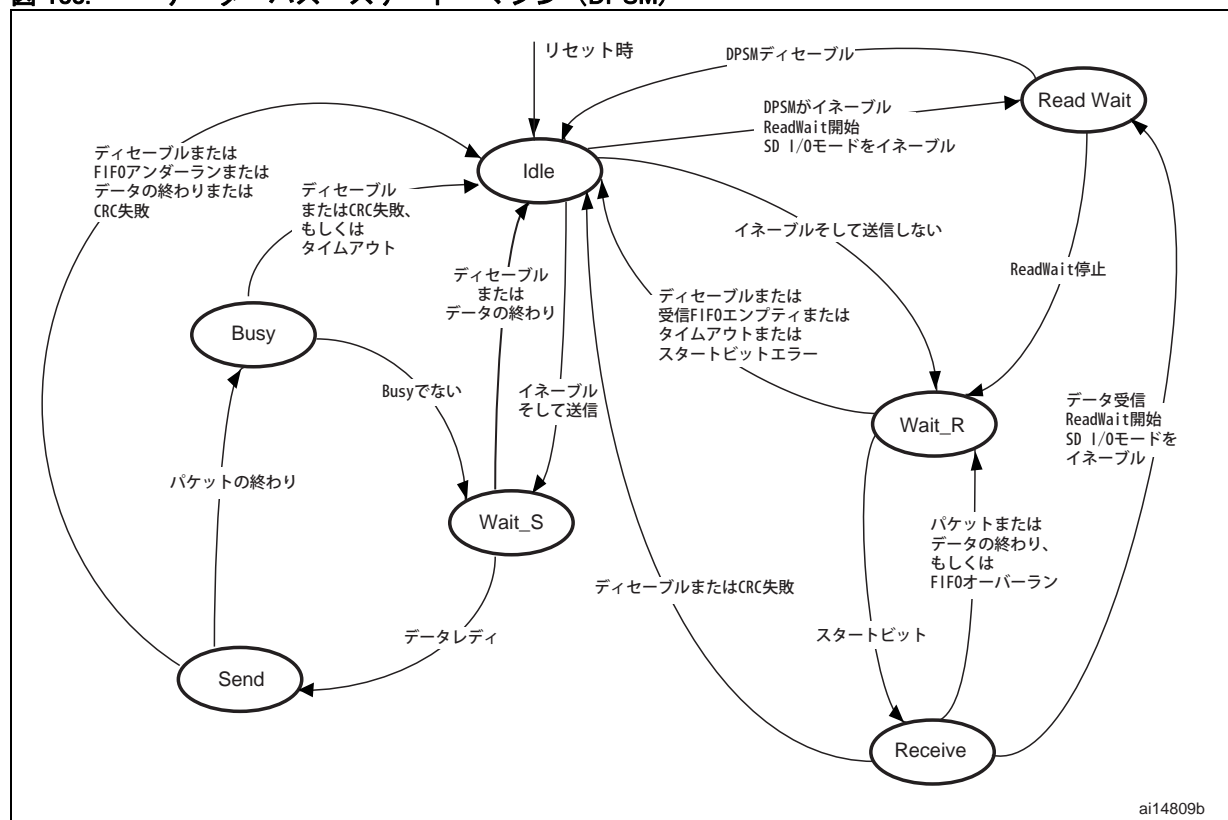 リセット時
DPSMディセーブル
Read Wait
DPSMがイネーブル
ReadWait開始
SD I/Oモードをイネーブル
ディセーブルまたは
FIFOアンダーランまたは
データの終わりまたは
CRC失敗
Idle
ディセーブル
またはCRC失敗、
もしくは
タイムアウト
イネーブルそして送信しない
ReadWait停止
ディセーブル
または
データの終わり
ディセーブルまたは
受信FIFOエンプティまたは
タイムアウトまたは
スタートビットエラー
Busy
Busyでない
イネーブル
そして送信
Wait_R
データ受信
ReadWait開始
SD I/Oモードを
イネーブル
パケットの終わり
Wait_S
パケットまたは
データの終わり、
もしくは
FIFOオーバーラン
ディセーブルまたはCRC失敗
データレディ
スタートビット
Send
Receive
ai14809b